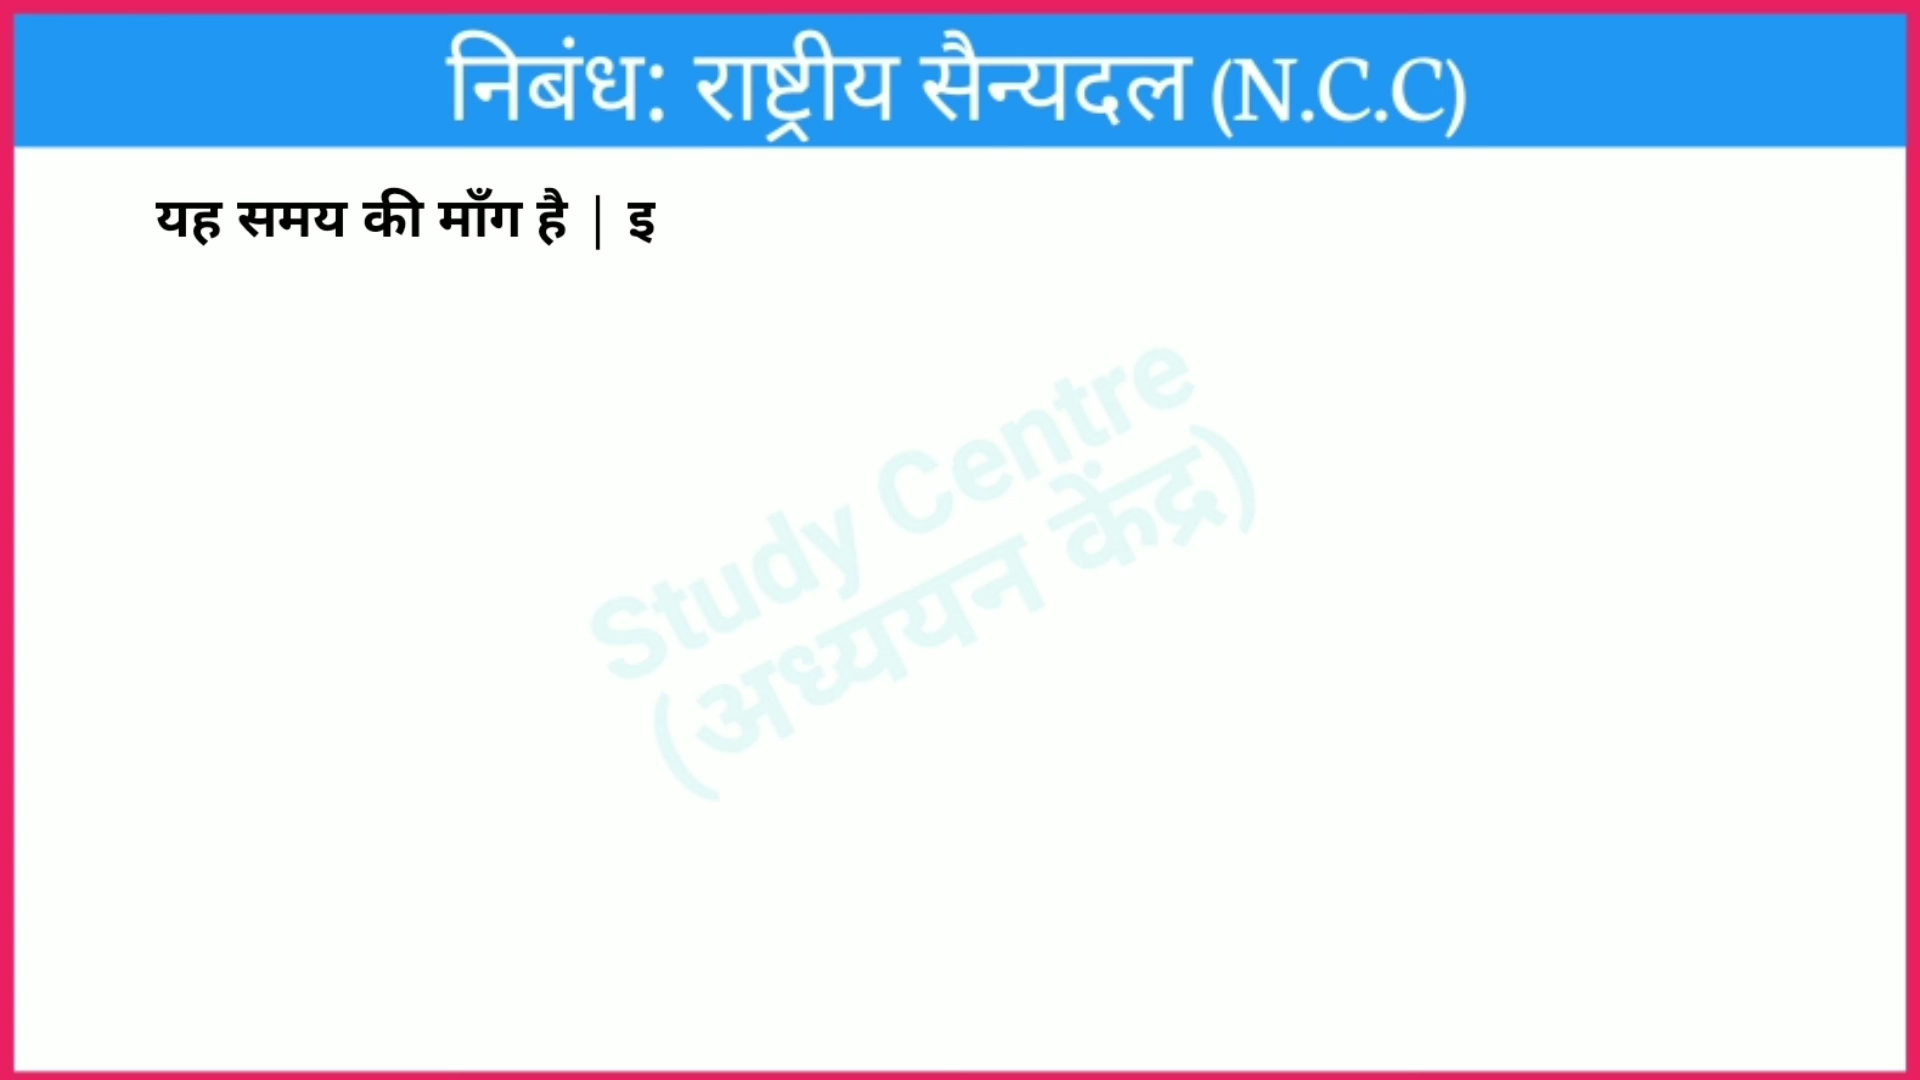 निबंध: राष्ट्रीय सैन्यदल (N.C.C)
यह समय की माँग है | इ
Study Centre
(अध्ययन केंद्र)